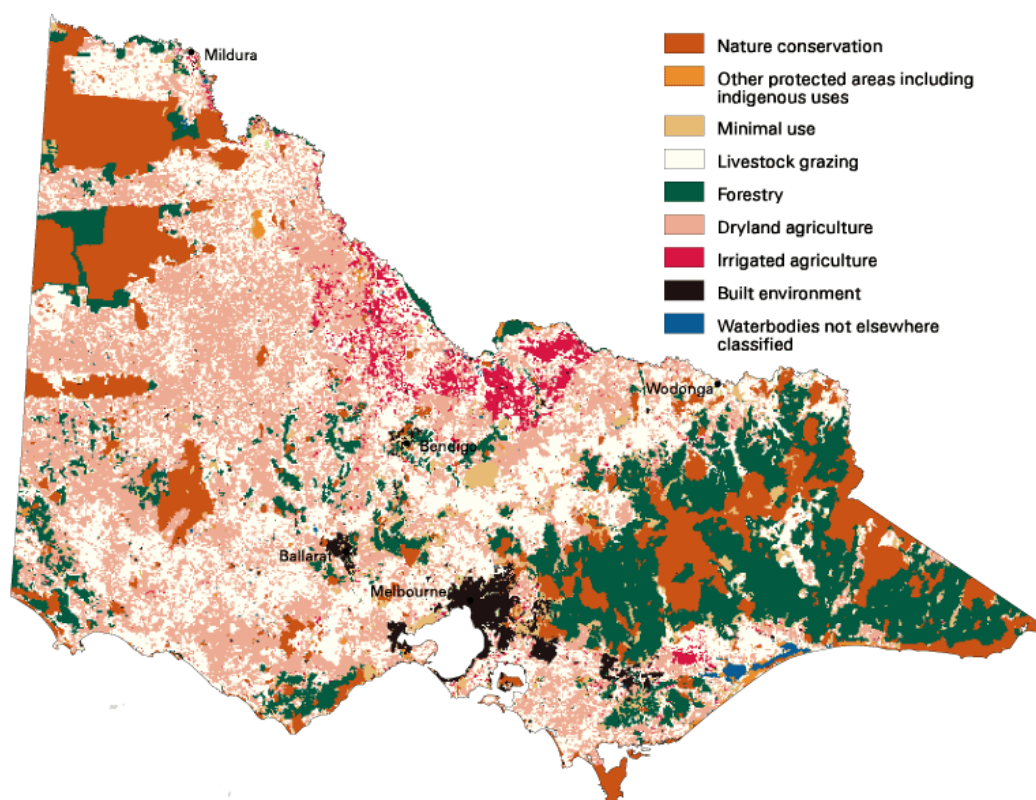 Mildura
Nature conservation
Other protected areas including
indigenous uses
Minimal use
Livestock grazing
Forestry
Dryland agriculture
Irrigated agriculture
Built environment
Waterbodies not elsewhere
classified
Wodonga
Bendigo
Ballarat
Melbourne